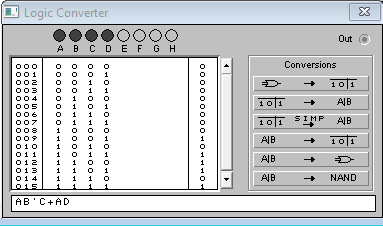 Logic Converter
Out
A B C D E F G H
000 0 0 0 0 0
001 0 0 0 1 0
002 0 0 1 0 0
003 0 0 1 1 0
004 0 1 0 0 0
005 0 1 0 1 0
006 0 1 1 0 0
007 0 1 1 1 0
008 1 0 0 0 0
009 1 0 0 1 1
010 1 0 1 0 1
011 1 0 1 1 1
012 1 1 0 0 0
013 1 1 0 1 1
014 1 1 1 0 0
015 1 1 1 1 1
AB'C+AD
Conversions
→ 1 0 | 1
1 0 | 1 → A|B
1 0 | 1 SIMP → A|B
A|B → 1 0 | 1
A|B →
A|B → NAND